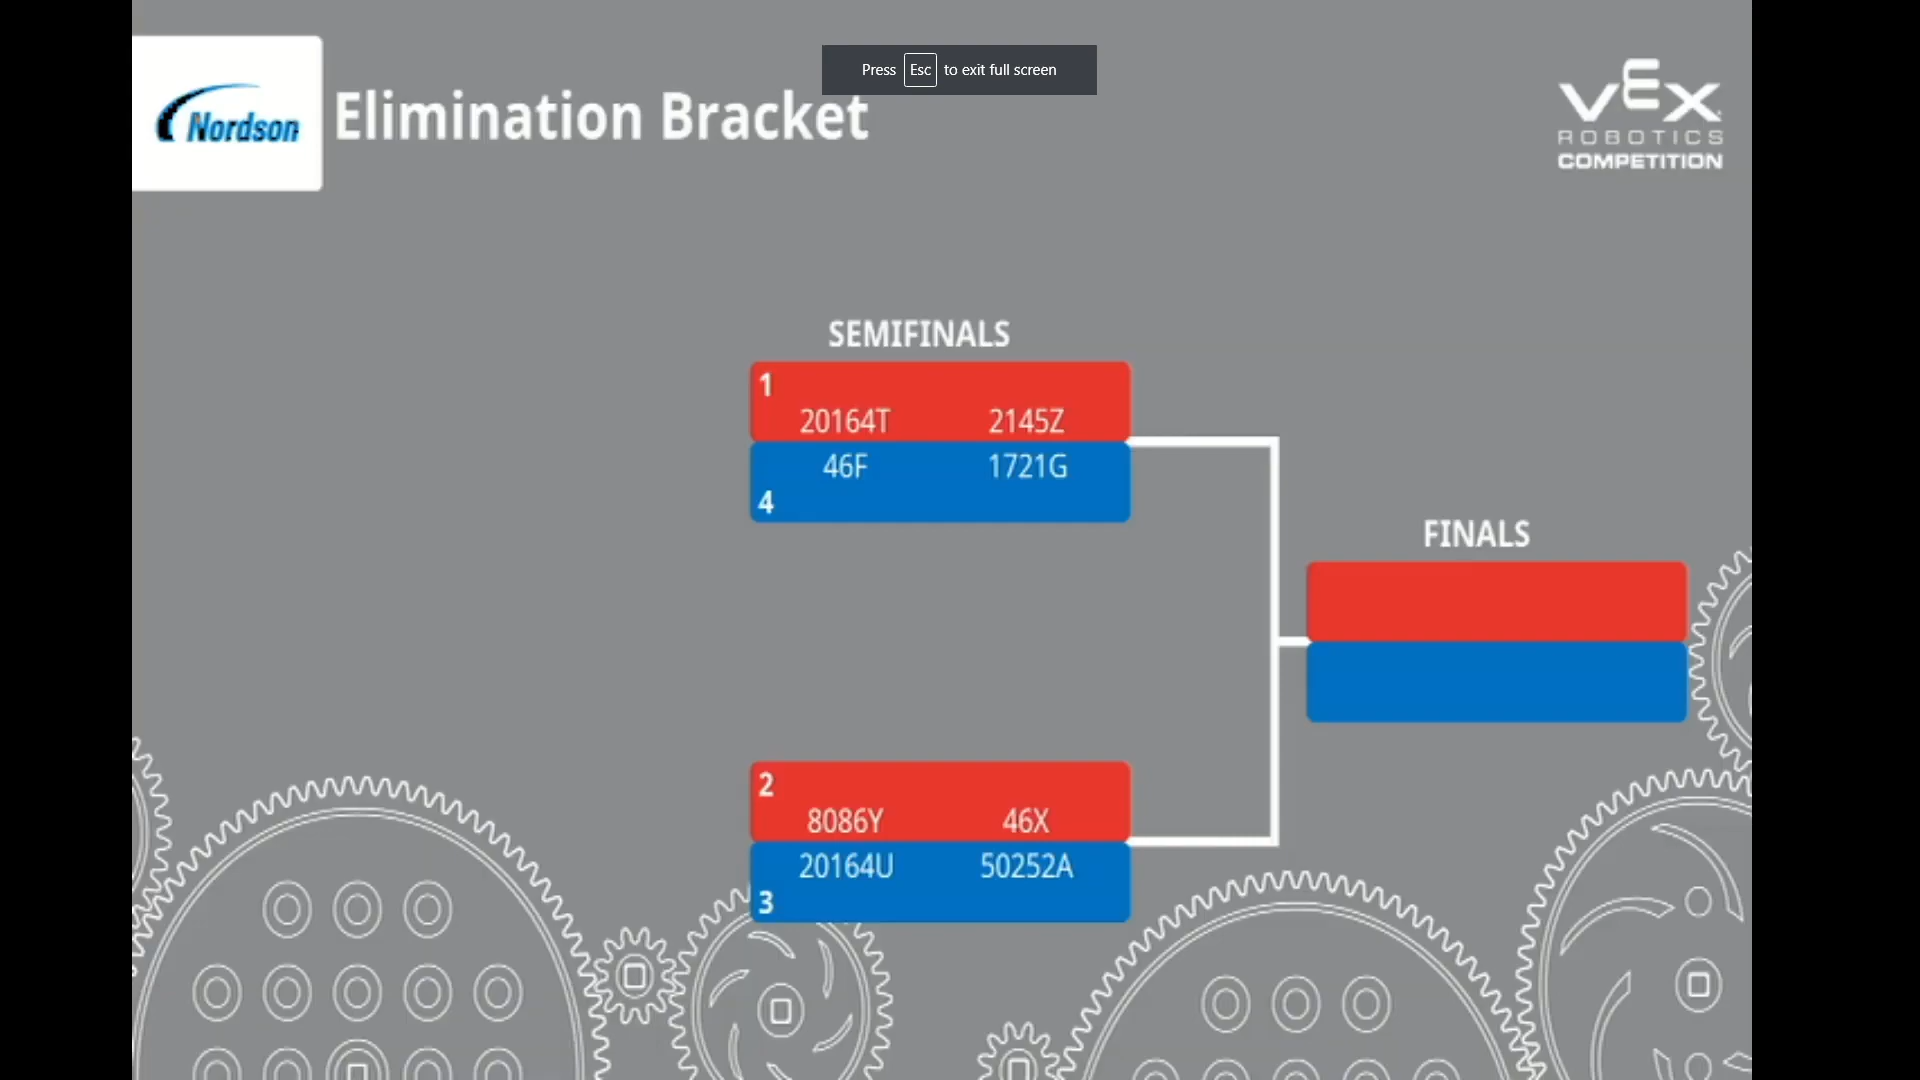 Press Esc to exit full screen
Nordson
Elimination Bracket
VEX
ROBOTICS
COMPETITION
SEMIFINALS
1
20164T 2145Z
46F 1721G
4
FINALS
2
8086Y 46X
20164U 50252A
3